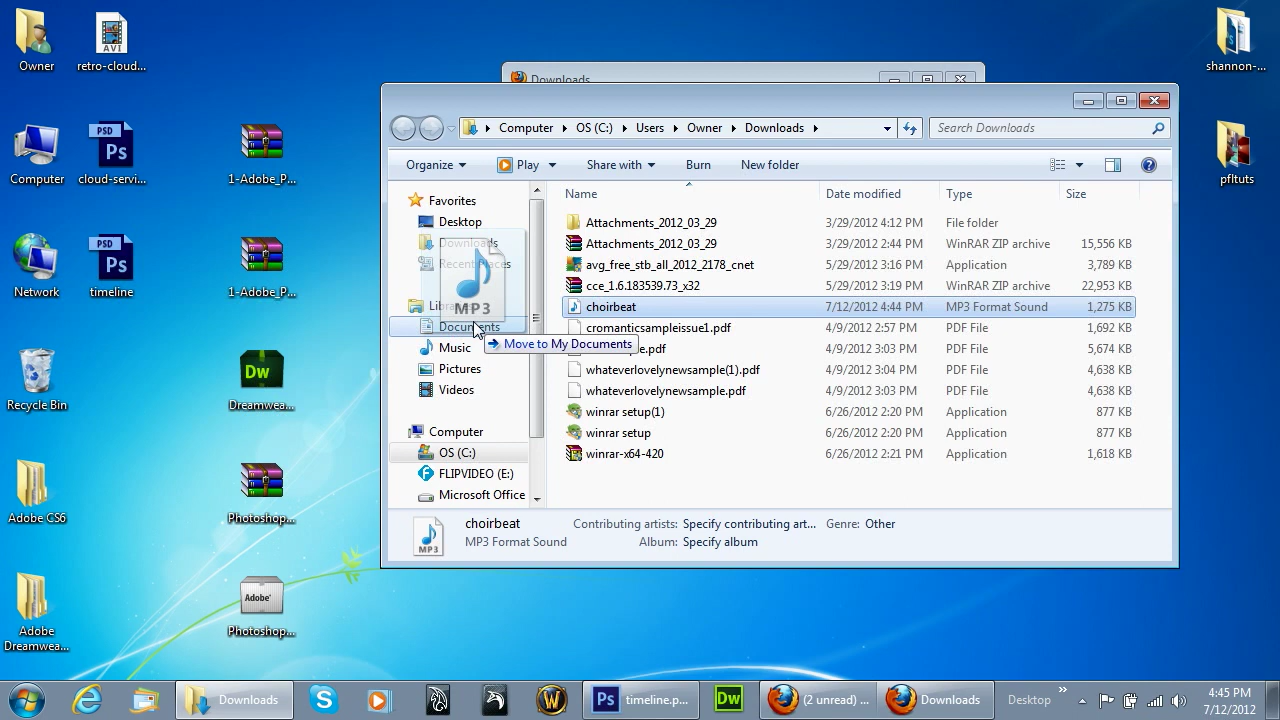 Owner
AVI
retro-cloud...
shannon-...
Computer
PSD
Ps
cloud-servi...
1-Adobe_P...
pfltuts
Network
PSD
Ps
timeline
1-Adobe_P...
Recycle Bin
Dw
Dreamwea...
Adobe CS6
Photoshop...
Adobe
Dreamwea...
Adobe
Photoshop...
Downloads
Computer
OS (C:)
Users
Owner
Downloads
Search Downloads
Organize
Play
Share with
Burn
New folder
Favorites
Desktop
Downloads
Recent Places
Documents
Music
Pictures
Videos
Computer
OS (C:)
FLIPVIDEO (E:)
Microsoft Office
MP3
Move to My Documents
Name Date modified Type Size
Attachments_2012_03_29 3/29/2012 4:12 PM File folder
Attachments_2012_03_29 3/29/2012 2:44 PM WinRAR ZIP archive 15,556 KB
avg_free_stb_all_2012_2178_cnet 5/29/2012 3:16 PM Application 3,789 KB
cce_1.6.183539.73_x32 5/29/2012 3:19 PM WinRAR ZIP archive 22,953 KB
choirbeat 7/12/2012 4:44 PM MP3 Format Sound 1,275 KB
cromanticsampleissue1.pdf 4/9/2012 2:57 PM PDF File 1,692 KB
.pdf 4/9/2012 3:03 PM PDF File 5,674 KB
whateverlovelynewsample(1).pdf 4/9/2012 3:04 PM PDF File 4,638 KB
whateverlovelynewsample.pdf 4/9/2012 3:03 PM PDF File 4,638 KB
winrar setup(1) 6/26/2012 2:20 PM Application 877 KB
winrar setup 6/26/2012 2:20 PM Application 877 KB
winrar-x64-420 6/26/2012 2:21 PM Application 1,618 KB
MP3
choirbeat Contributing artists: Specify contributing art... Genre: Other
MP3 Format Sound Album: Specify album
Downloads
Ps timeline.p...
Dw
(2 unread) ...
Downloads
Desktop
4:45 PM
7/12/2012